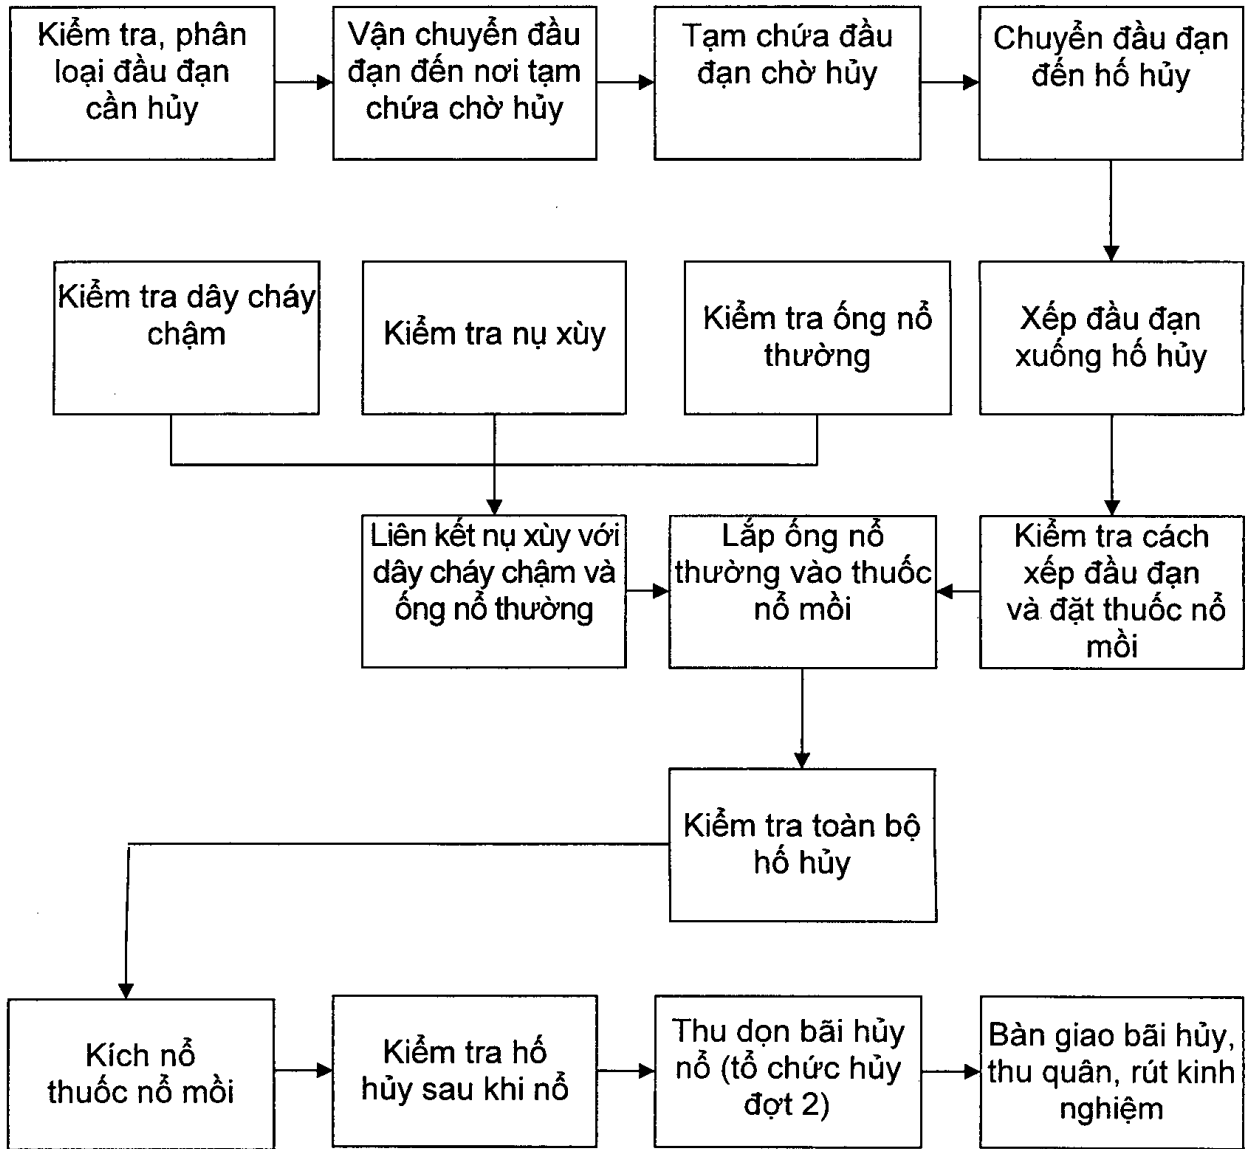 Kiểm tra, phân
loại đầu đạn
cần hủy
Vận chuyển đầu
đạn đến nơi tạm
chứa chờ hủy
Tạm chứa đầu
đạn chờ hủy
Chuyển đầu đạn
đến hố hủy
Kiểm tra dây cháy
chậm
Kiểm tra nụ xùy
Kiểm tra ống nổ
thường
Xếp đầu đạn
xuống hố hủy
Liên kết nụ xùy với
dây cháy chậm và
ống nổ thường
Lắp ống nổ
thường vào thuốc
nổ mồi
Kiểm tra cách
xếp đầu đạn
và đặt thuốc nổ
mồi
Kiểm tra toàn bộ
hố hủy
Kích nổ
thuốc nổ mồi
Kiểm tra hố
hủy sau khi nổ
Thu dọn bãi hủy
nổ (tổ chức hủy
đợt 2)
Bàn giao bãi hủy,
thu quân, rút kinh
nghiệm